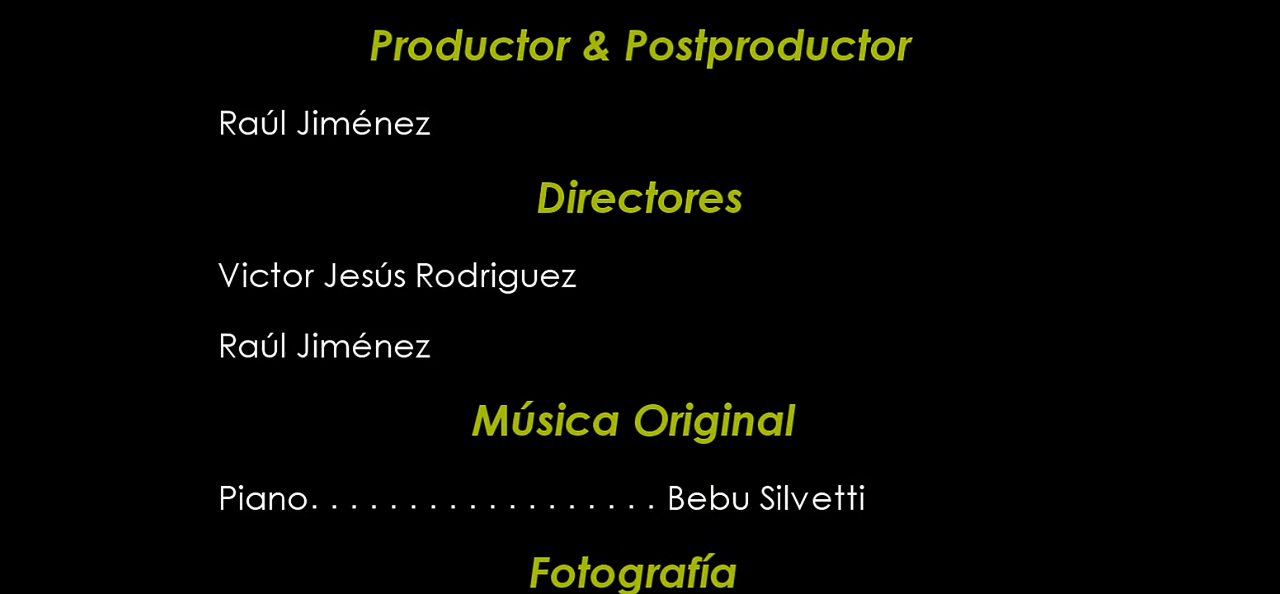 Productor & Postproductor
Raúl Jiménez
Directores
Victor Jesús Rodriguez
Raúl Jiménez
Música Original
Piano. . . . . . . . . . . . . . . . . . Bebu Silvetti
Fotografía